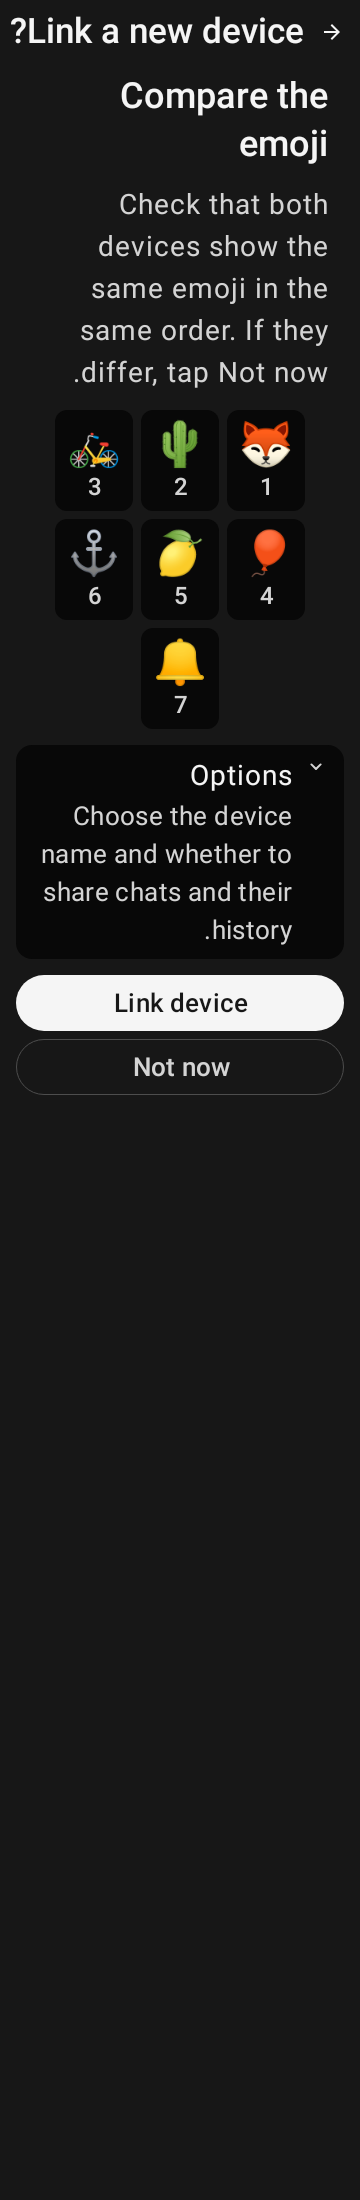 ?Link a new device
Compare the
emoji
Check that both
devices show the
same emoji in the
same order. If they
.differ, tap Not now
1
2
3
4
5
6
7
Options
Choose the device
name and whether to
share chats and their
.history
Link device
Not now